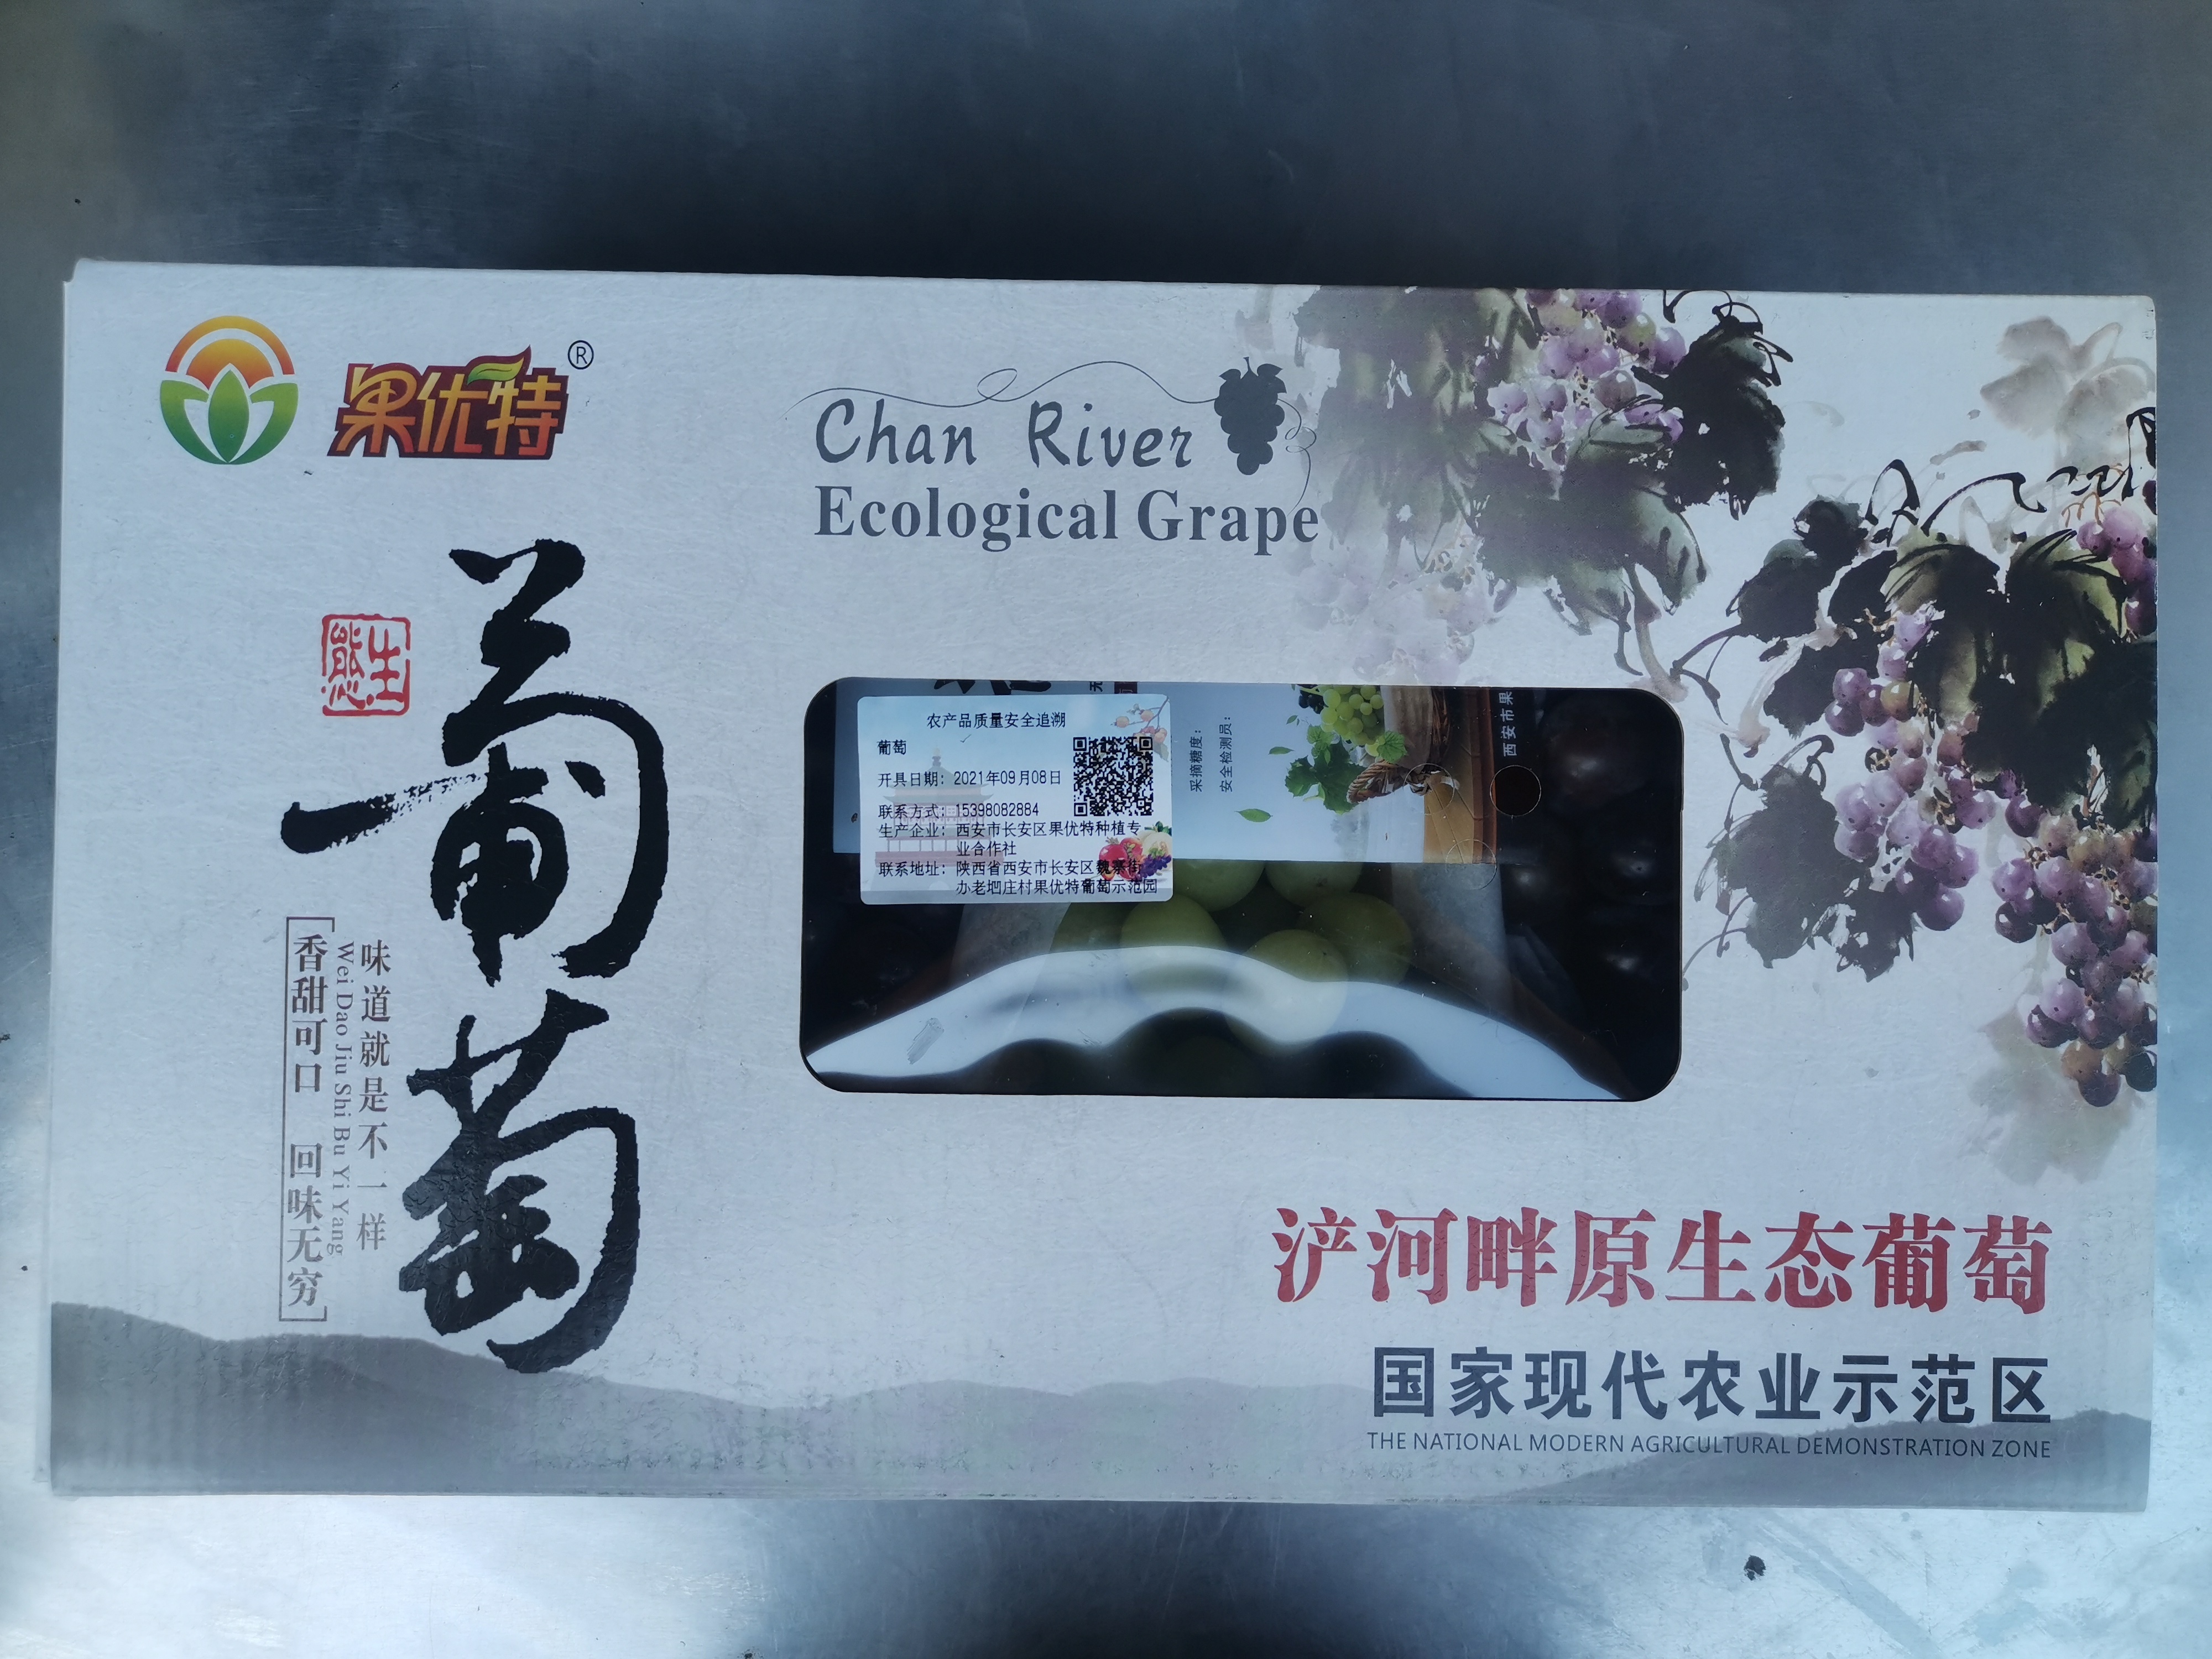 果优特®
Chan River
Ecological Grape
葡萄
生态
味道就是不一样
Wei Dao Jiu Shi Bu Yi Yang
香甜可口 回味无穷
农产品质量安全追溯
葡萄
开具日期：2021年09月08日
联系方式：15398082884
生产企业：西安市长安区果优特种植专
业合作社
联系地址：陕西省西安市长安区魏寨街
办老坦庄村果优特葡萄示范园
采摘糖度：
安全检测员：
西安市果
浐河畔原生态葡萄
国家现代农业示范区
THE NATIONAL MODERN AGRICULTURAL DEMONSTRATION ZONE